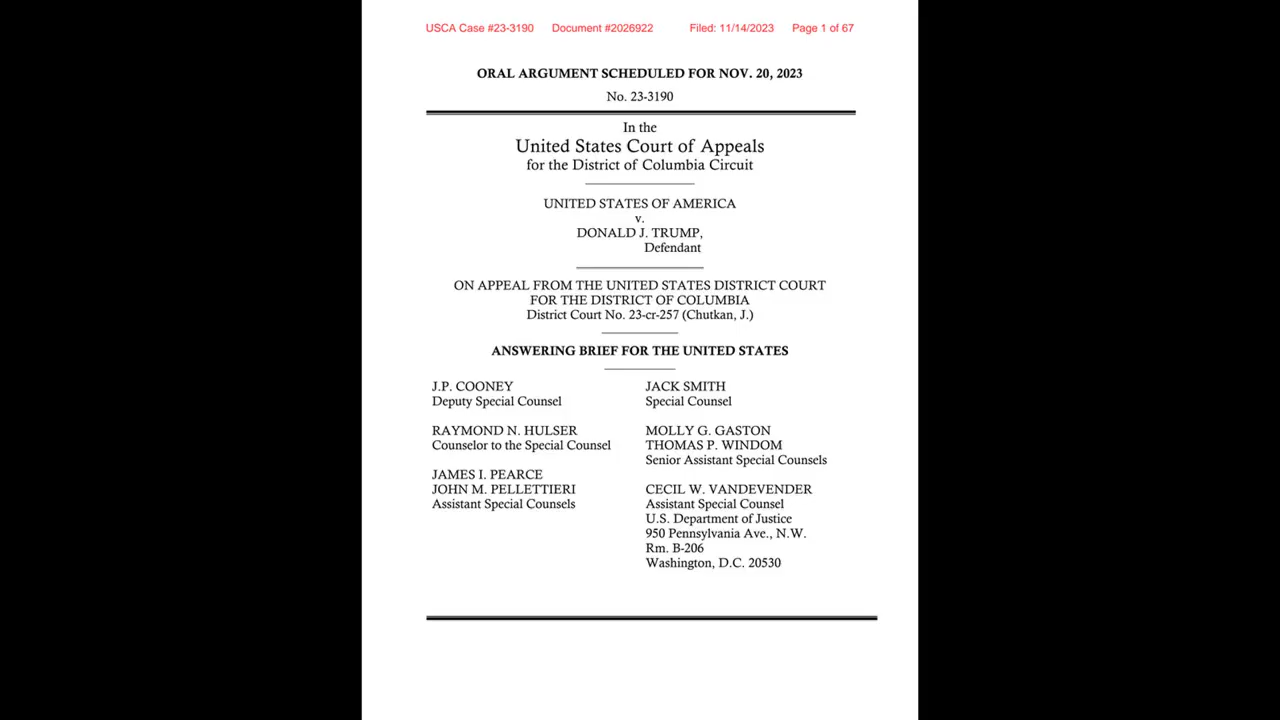 USCA Case #23-3190 Document #2026922 Filed: 11/14/2023 Page 1 of 67
ORAL ARGUMENT SCHEDULED FOR NOV. 20, 2023
No. 23-3190
In the
United States Court of Appeals
for the District of Columbia Circuit
UNITED STATES OF AMERICA
v.
DONALD J. TRUMP,
Defendant
ON APPEAL FROM THE UNITED STATES DISTRICT COURT
FOR THE DISTRICT OF COLUMBIA
District Court No. 23-cr-257 (Chutkan, J.)
ANSWERING BRIEF FOR THE UNITED STATES
J.P. COONEY
Deputy Special Counsel
RAYMOND N. HULSER
Counselor to the Special Counsel
JAMES I. PEARCE
JOHN M. PELLETTIERI
Assistant Special Counsels
JACK SMITH
Special Counsel
MOLLY G. GASTON
THOMAS P. WINDOM
Senior Assistant Special Counsels
CECIL W. VANDEVENDER
Assistant Special Counsel
U.S. Department of Justice
950 Pennsylvania Ave., N.W.
Rm. B-206
Washington, D.C. 20530